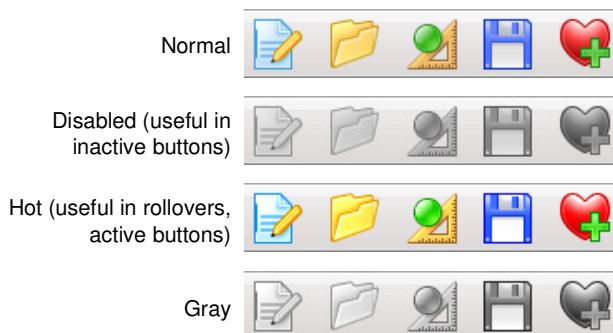 Normal
Disabled (useful in
inactive buttons)
Hot (useful in rollovers,
active buttons)
Gray